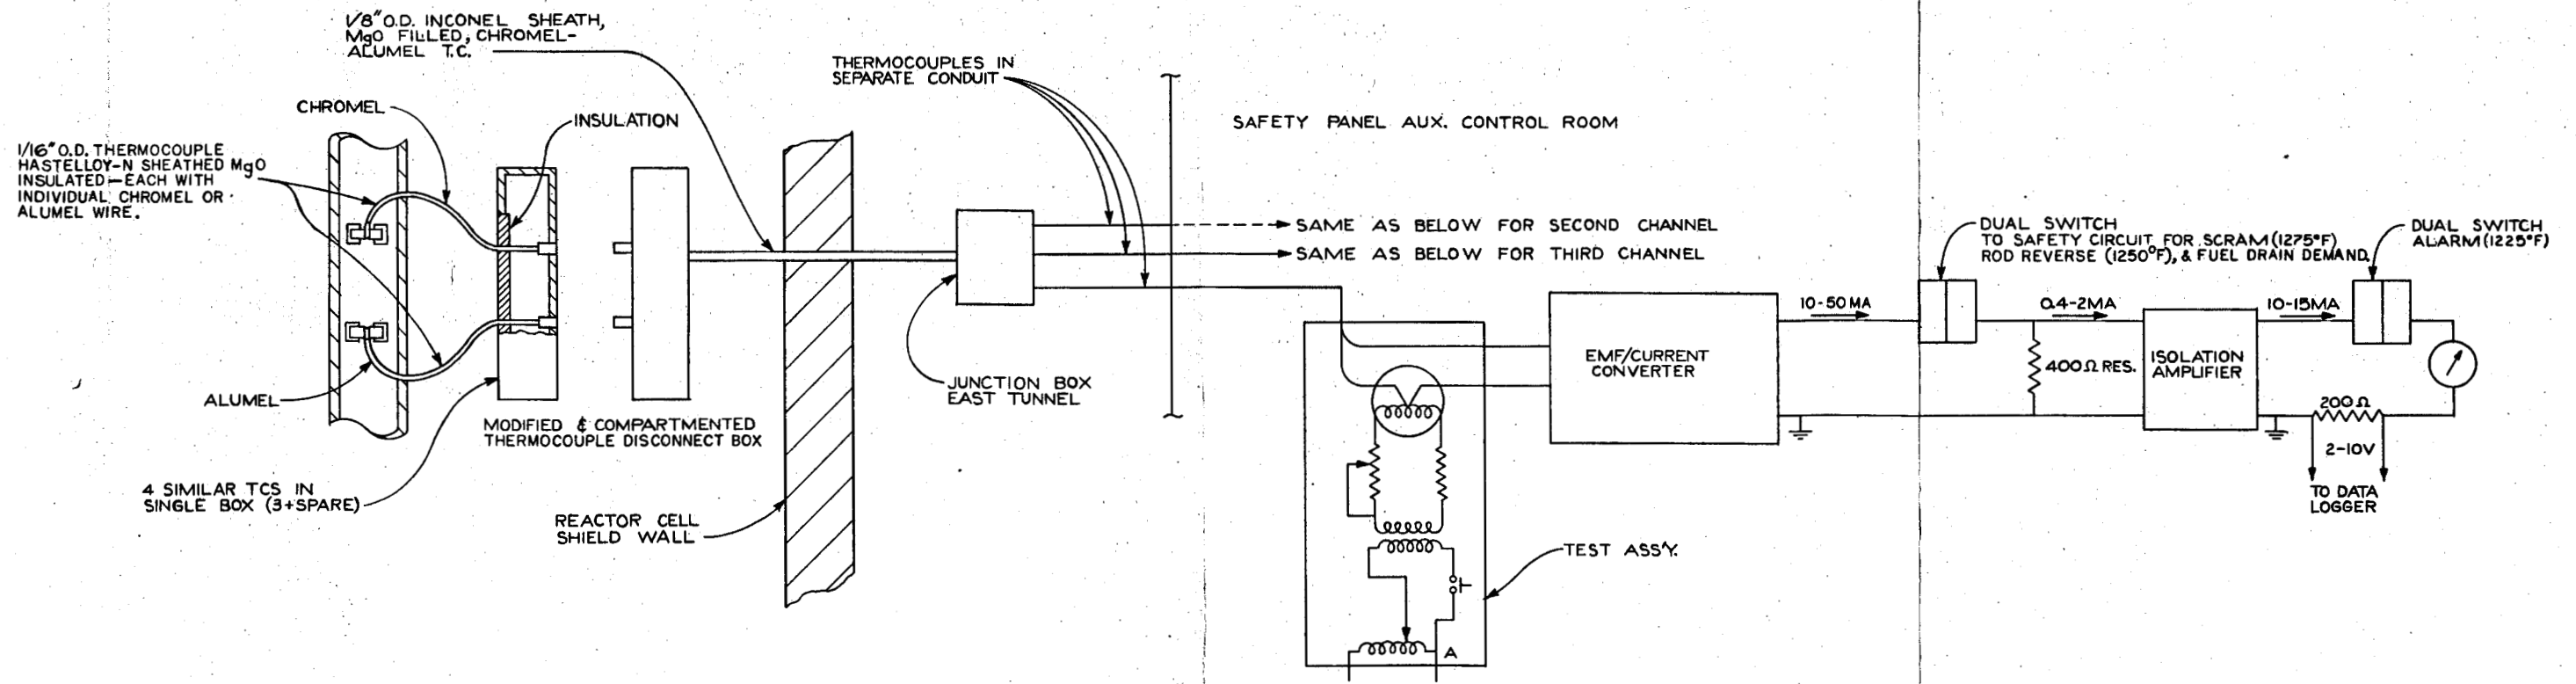 1/8" O.D. INCONEL SHEATH,
MgO FILLED, CHROMEL-
ALUMEL T.C.
THERMOCOUPLES IN
SEPARATE CONDUIT
CHROMEL
INSULATION
SAFETY PANEL AUX. CONTROL ROOM
1/16" O.D. THERMOCOUPLE
HASTELLOY-N SHEATHED MgO
INSULATED—EACH WITH
INDIVIDUAL CHROMEL OR
ALUMEL WIRE.
SAME AS BELOW FOR SECOND CHANNEL
SAME AS BELOW FOR THIRD CHANNEL
DUAL SWITCH
TO SAFETY CIRCUIT FOR SCRAM (1275°F)
ROD REVERSE (1250°F), & FUEL DRAIN DEMAND.
DUAL SWITCH
ALARM (1225°F)
10-50 MA
0.4-2MA
10-15MA
EMF/CURRENT
CONVERTER
400Ω RES.
ISOLATION
AMPLIFIER
JUNCTION BOX
EAST TUNNEL
ALUMEL
MODIFIED & COMPARTMENTED
THERMOCOUPLE DISCONNECT BOX
200Ω
2-10V
TO DATA
LOGGER
4 SIMILAR TCS IN
SINGLE BOX (3+SPARE)
REACTOR CELL
SHIELD WALL
TEST ASS'Y.
A